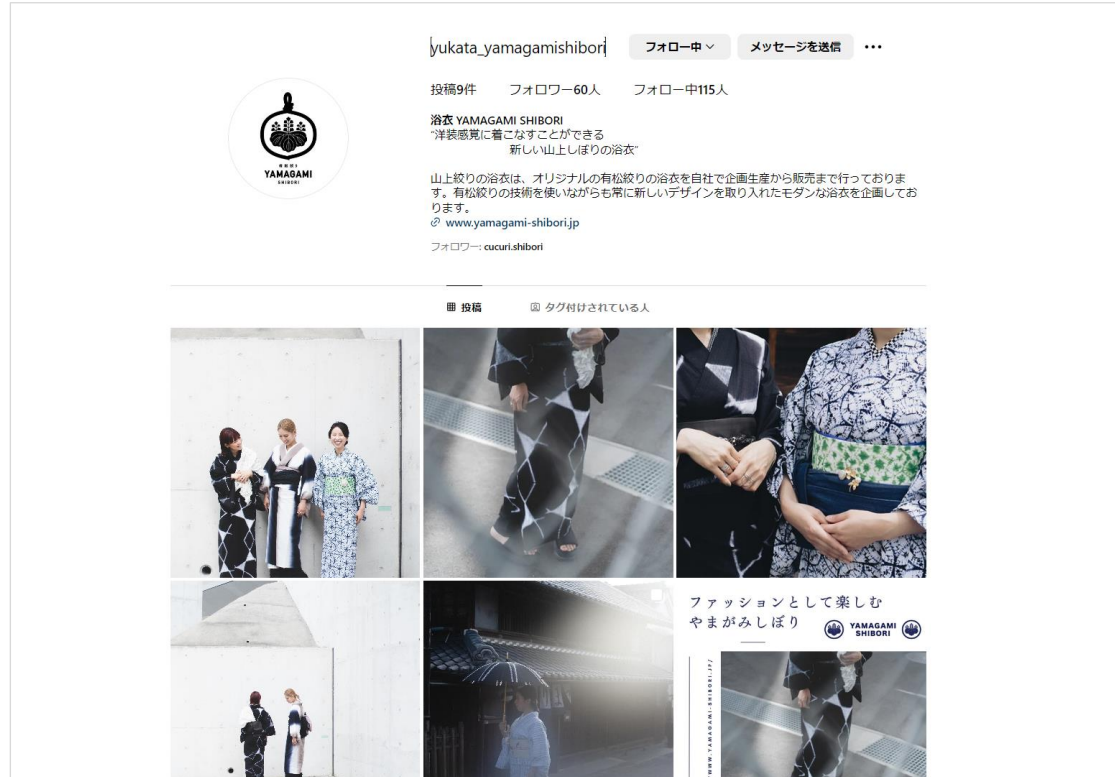 yukata_yamagamishibori
フォロー中
メッセージを送信
投稿9件 フォロワー60人 フォロー中115人
有松絞り
YAMAGAMI
SHIBORI
浴衣 YAMAGAMI SHIBORI
"洋装感覚に着こなすことができる
新しい山上しぼりの浴衣"
山上絞りの浴衣は、オリジナルの有松絞りの浴衣を自社で企画生産から販売まで行っておりま
す。有松絞りの技術を使いながらも常に新しいデザインを取り入れたモダンな浴衣を企画してお
ります。
www.yamagami-shibori.jp
フォロワー: cucuri.shibori
投稿
タグ付けされている人
ファッションとして楽しむ
やまがみしぼり
YAMAGAMI
SHIBORI
WWW.YAMAGAMI-SHIBORI.JP/